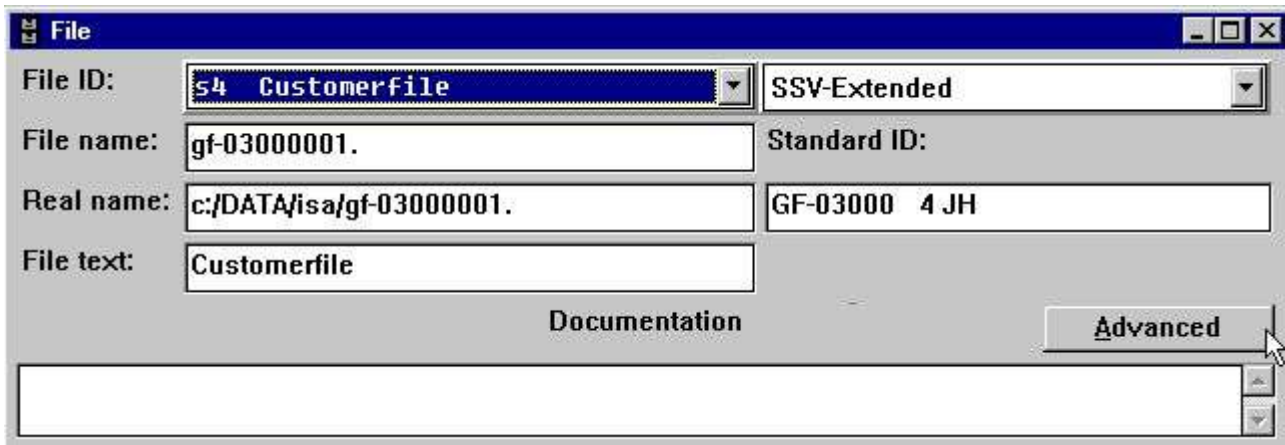 File
File ID: s4 Customerfile SSV-Extended
File name: gf-03000001. Standard ID:
Real name: c:/DATA/isa/gf-03000001. GF-03000 4 JH
File text: Customerfile
Documentation Advanced